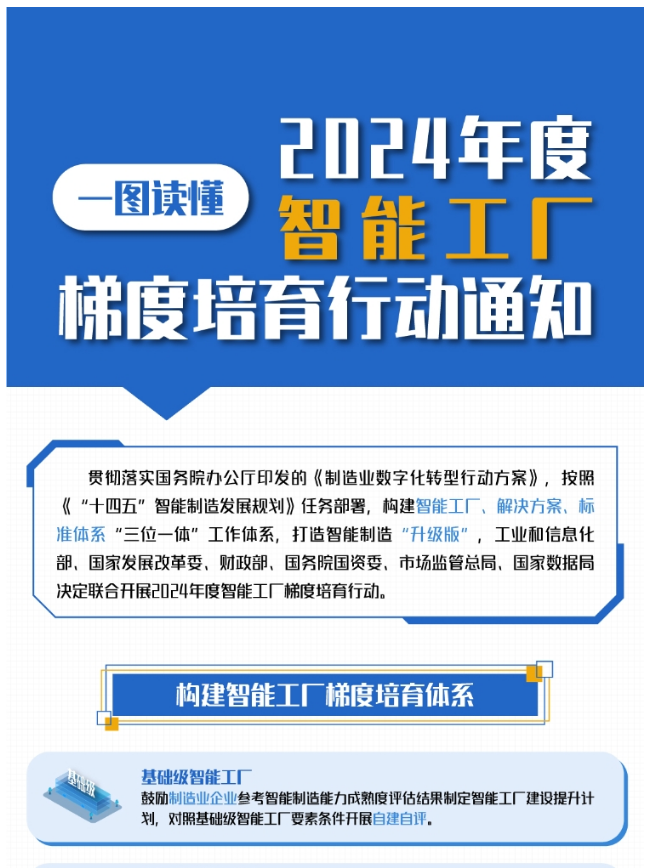 2024年度
一图读懂
智能工厂
梯度培育行动通知
贯彻落实国务院办公厅印发的《制造业数字化转型行动方案》，按照
《“十四五”智能制造发展规划》任务部署，构建智能工厂、解决方案、标
准体系“三位一体”工作体系，打造智能制造“升级版”，工业和信息化
部、国家发展改革委、财政部、国务院国资委、市场监管总局、国家数据局
决定联合开展2024年度智能工厂梯度培育行动。
构建智能工厂梯度培育体系
基础级
基础级智能工厂
鼓励制造业企业参考智能制造能力成熟度评估结果制定智能工厂建设提升计
划，对照基础级智能工厂要素条件开展自建自评。